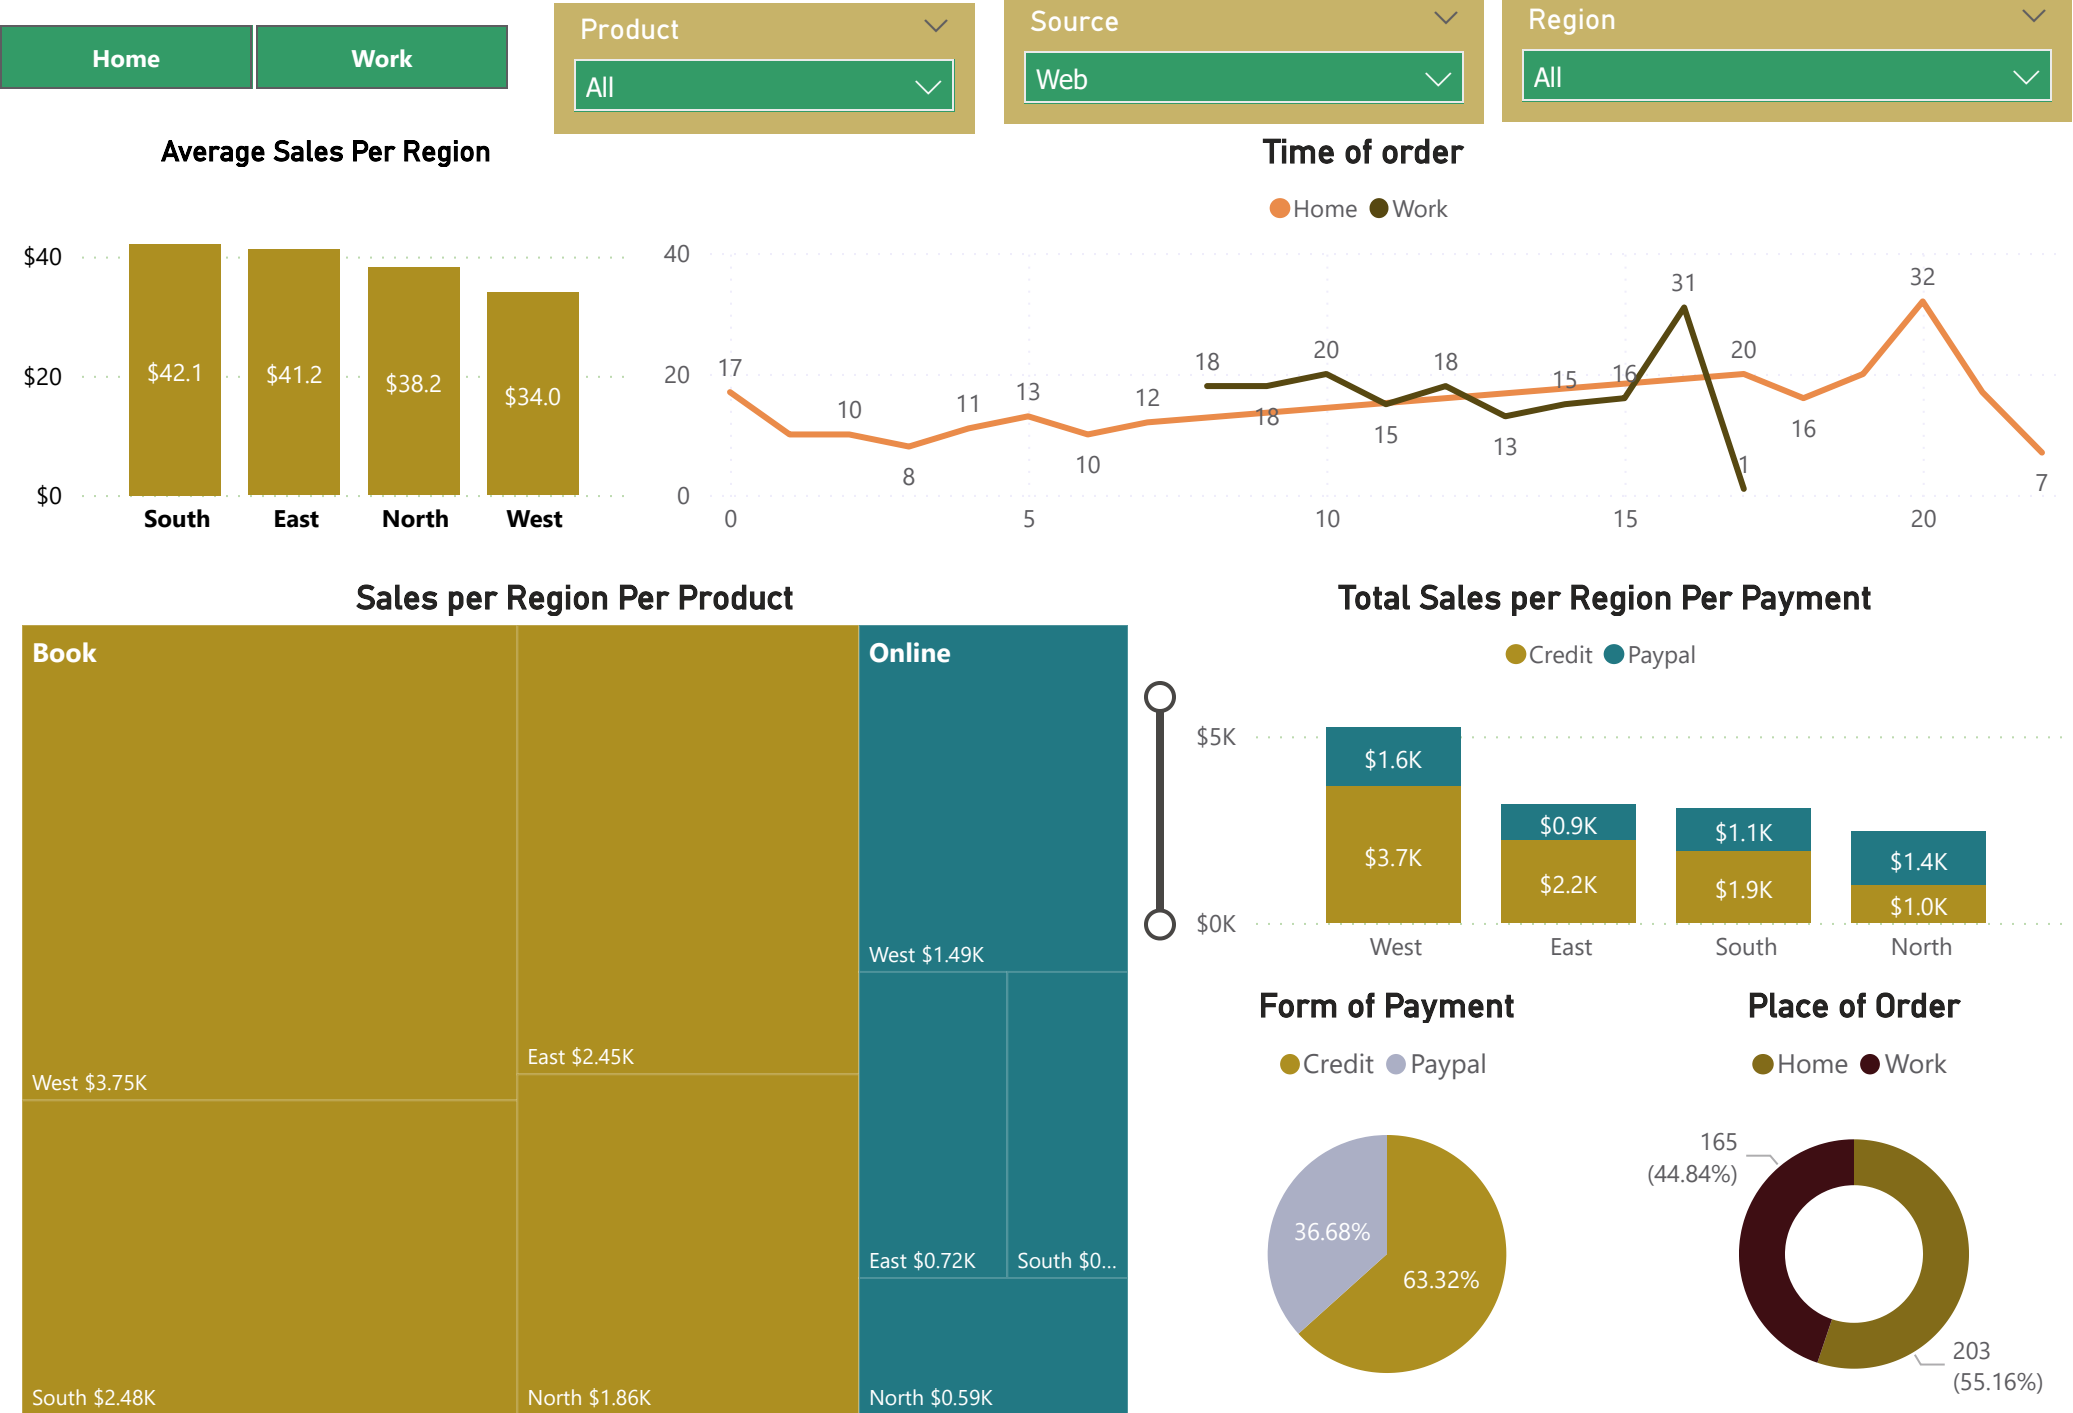 Home
Work
Product
All
Source
Web
Region
All
Average Sales Per Region
$40
$20
$0
$42.1
$41.2
$38.2
$34.0
South
East
North
West
Time of order
Home
Work
40
20
0
17
10
8
11
13
10
12
18
18
20
15
18
13
15
16
31
20
1
16
32
7
0
5
10
15
20
Sales per Region Per Product
Book
West $3.75K
East $2.45K
South $2.48K
North $1.86K
Online
West $1.49K
East $0.72K
South $0...
North $0.59K
Total Sales per Region Per Payment
Credit
Paypal
$5K
$0K
$1.6K
$3.7K
$0.9K
$2.2K
$1.1K
$1.9K
$1.4K
$1.0K
West
East
South
North
Form of Payment
Credit
Paypal
36.68%
63.32%
Place of Order
Home
Work
165
(44.84%)
203
(55.16%)